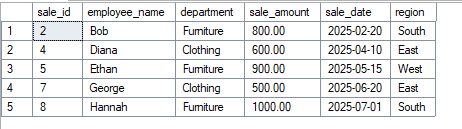 sale_id employee_name department sale_amount sale_date region
1 2 Bob Furniture 800.00 2025-02-20 South
2 4 Diana Clothing 600.00 2025-04-10 East
3 5 Ethan Furniture 900.00 2025-05-15 West
4 7 George Clothing 500.00 2025-06-20 East
5 8 Hannah Furniture 1000.00 2025-07-01 South